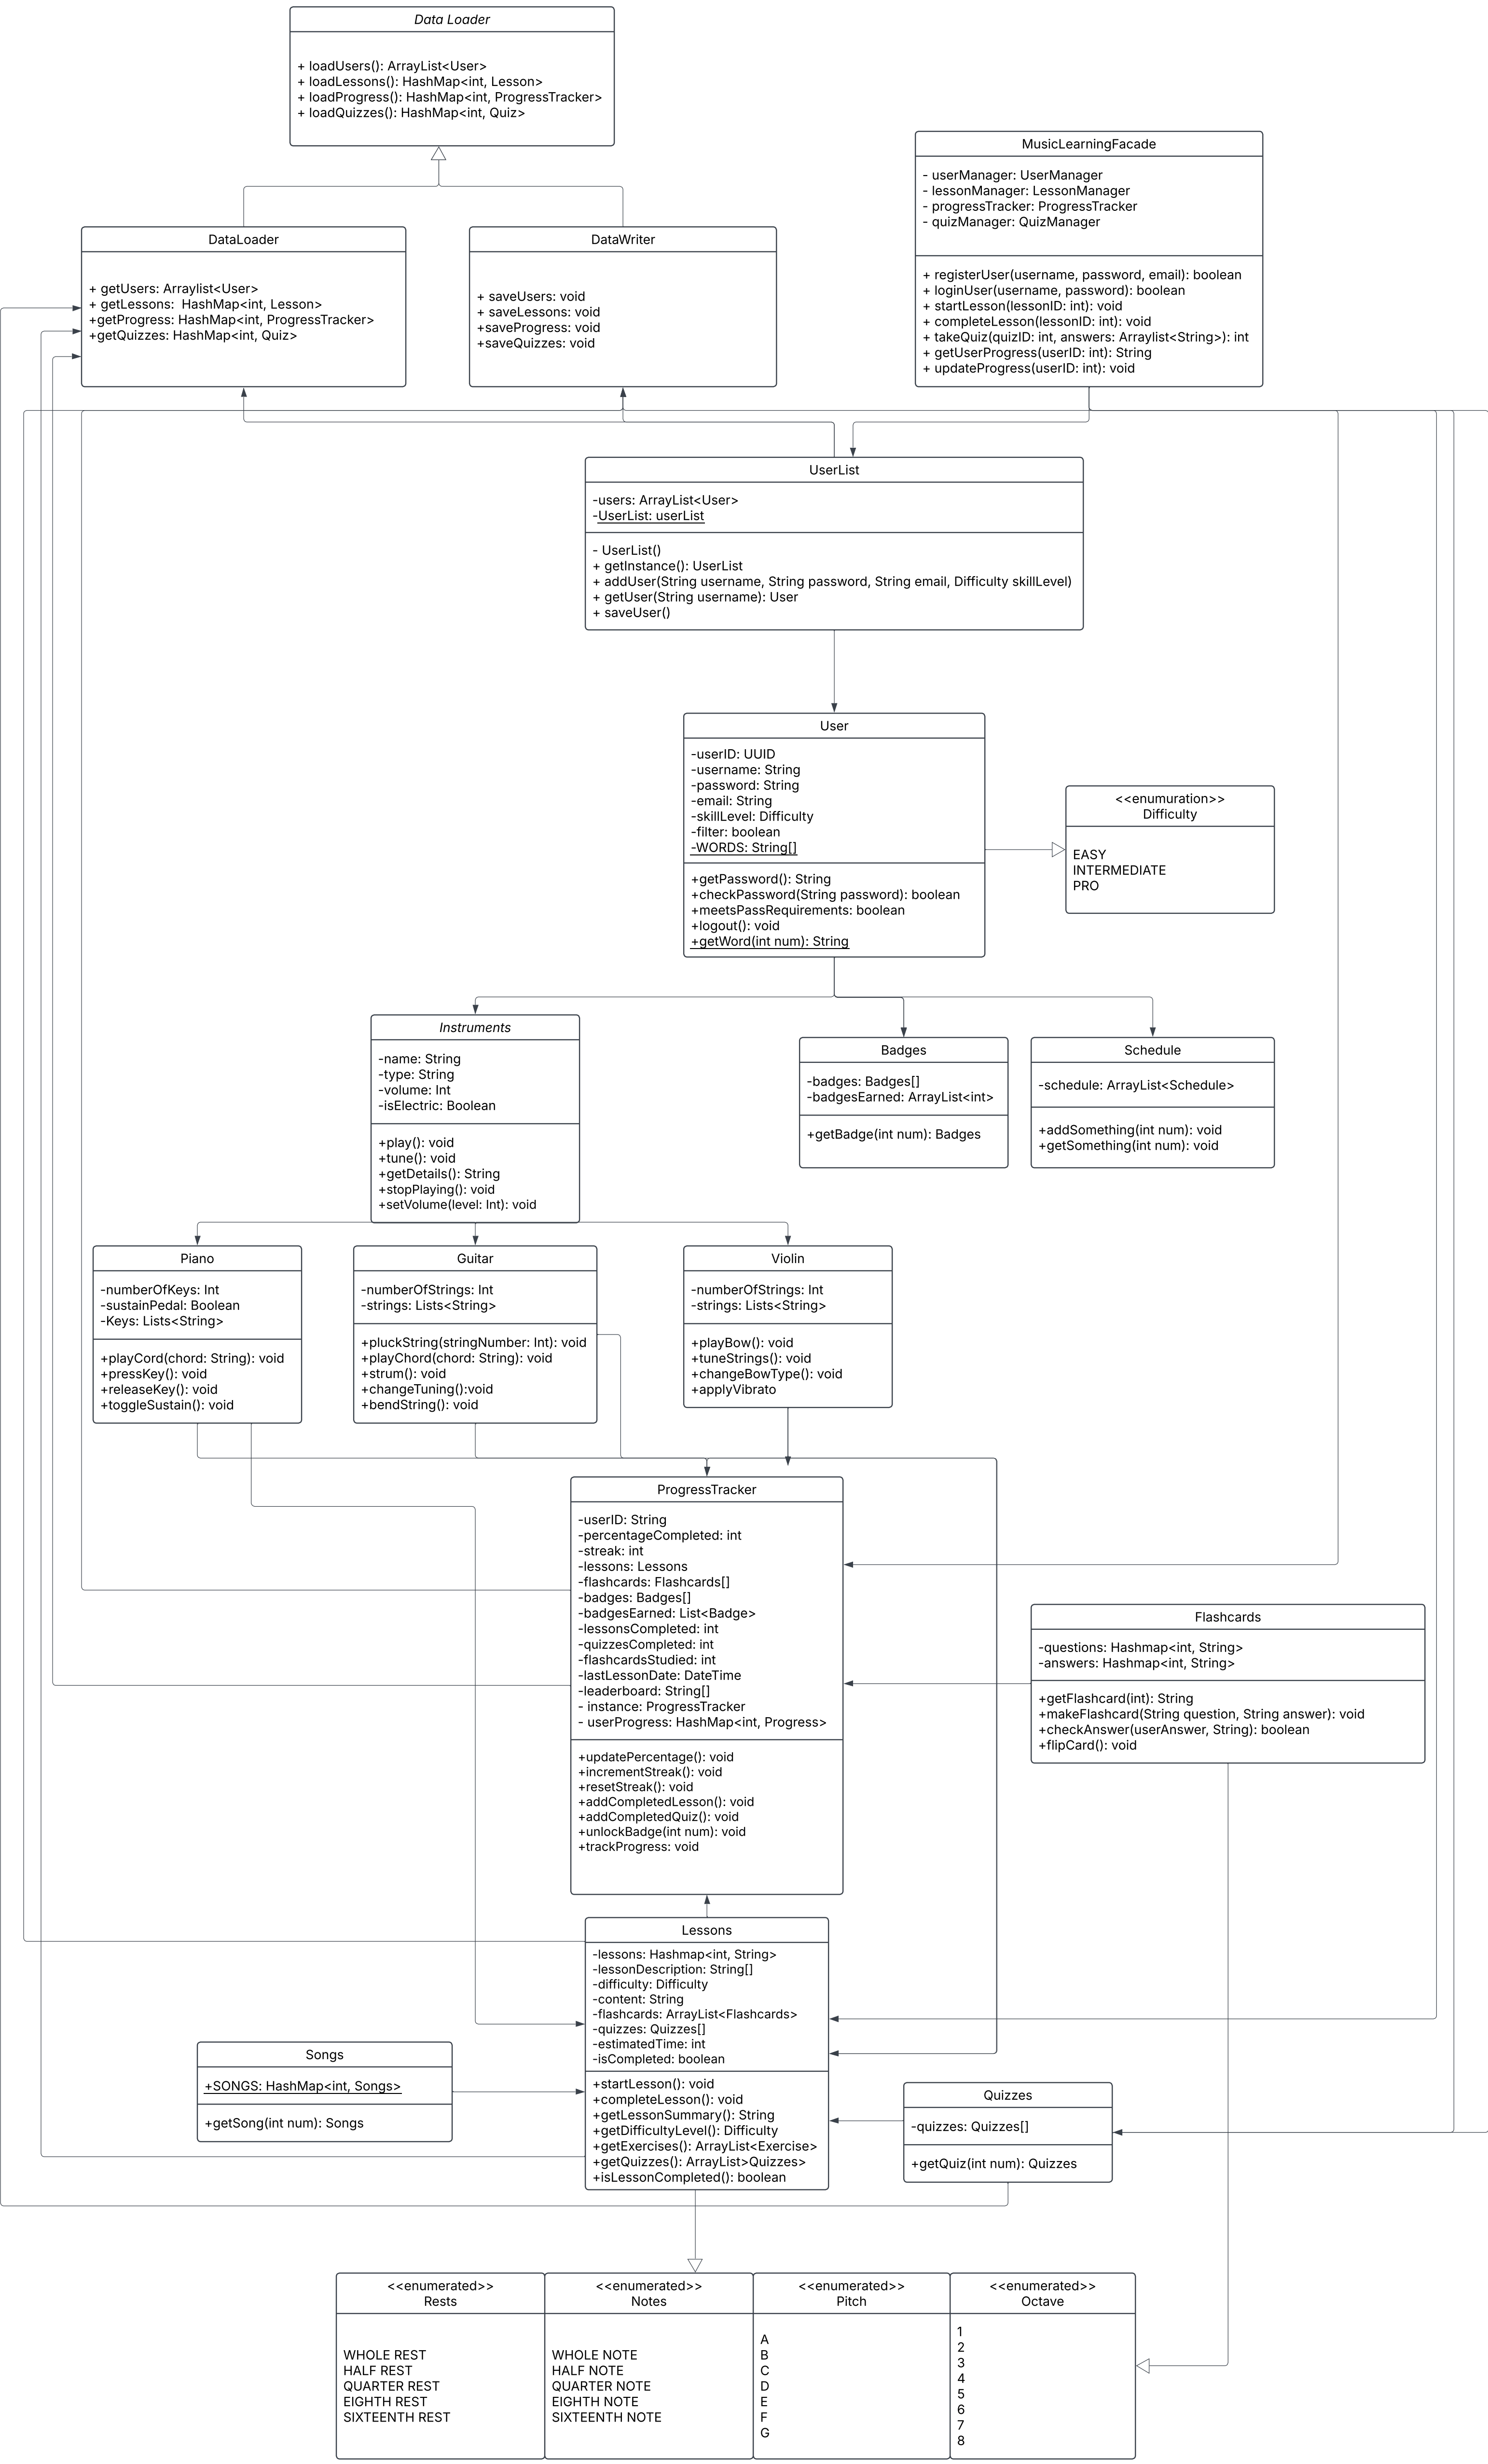 Data Loader
+ loadUsers(): ArrayList<User>
+ loadLessons(): HashMap<int, Lesson>
+ loadProgress(): HashMap<int, ProgressTracker>
+ loadQuizzes(): HashMap<int, Quiz>
MusicLearningFacade
- userManager: UserManager
- lessonManager: LessonManager
- progressTracker: ProgressTracker
- quizManager: QuizManager
+ registerUser(username, password, email): boolean
+ loginUser(username, password): boolean
+ startLesson(lessonID: int): void
+ completeLesson(lessonID: int): void
+ takeQuiz(quizID: int, answers: Arraylist<String>): int
+ getUserProgress(userID: int): String
+ updateProgress(userID: int): void
DataLoader
+ getUsers: Arraylist<User>
+ getLessons:  HashMap<int, Lesson>
+getProgress: HashMap<int, ProgressTracker>
+getQuizzes: HashMap<int, Quiz>
DataWriter
+ saveUsers: void
+ saveLessons: void
+saveProgress: void
+saveQuizzes: void
UserList
-users: ArrayList<User>
-UserList: userList
- UserList()
+ getInstance(): UserList
+ addUser(String username, String password, String email, Difficulty skillLevel)
+ getUser(String username): User
+ saveUser()
User
-userID: UUID
-username: String
-password: String
-email: String
-skillLevel: Difficulty
-filter: boolean
-WORDS: String[]
+getPassword(): String
+checkPassword(String password): boolean
+meetsPassRequirements: boolean
+logout(): void
+getWord(int num): String
<<enumuration>>
Difficulty
EASY
INTERMEDIATE
PRO
Instruments
-name: String
-type: String
-volume: Int
-isElectric: Boolean
+play(): void
+tune(): void
+getDetails(): String
+stopPlaying(): void
+setVolume(level: Int): void
Badges
-badges: Badges[]
-badgesEarned: ArrayList<int>
+getBadge(int num): Badges
Schedule
-schedule: ArrayList<Schedule>
+addSomething(int num): void
+getSomething(int num): void
Piano
-numberOfKeys: Int
-sustainPedal: Boolean
-Keys: Lists<String>
+playCord(chord: String): void
+pressKey(): void
+releaseKey(): void
+toggleSustain(): void
Guitar
-numberOfStrings: Int
-strings: Lists<String>
+pluckString(stringNumber: Int): void
+playChord(chord: String): void
+strum(): void
+changeTuning():void
+bendString(): void
Violin
-numberOfStrings: Int
-strings: Lists<String>
+playBow(): void
+tuneStrings(): void
+changeBowType(): void
+applyVibrato
ProgressTracker
-userID: String
-percentageCompleted: int
-streak: int
-lessons: Lessons
-flashcards: Flashcards[]
-badges: Badges[]
-badgesEarned: List<Badge>
-lessonsCompleted: int
-quizzesCompleted: int
-flashcardsStudied: int
-lastLessonDate: DateTime
-leaderboard: String[]
- instance: ProgressTracker
- userProgress: HashMap<int, Progress>
+updatePercentage(): void
+incrementStreak(): void
+resetStreak(): void
+addCompletedLesson(): void
+addCompletedQuiz(): void
+unlockBadge(int num): void
+trackProgress: void
Flashcards
-questions: Hashmap<int, String>
-answers: Hashmap<int, String>
+getFlashcard(int): String
+makeFlashcard(String question, String answer): void
+checkAnswer(userAnswer, String): boolean
+flipCard(): void
Lessons
-lessons: Hashmap<int, String>
-lessonDescription: String[]
-difficulty: Difficulty
-content: String
-flashcards: ArrayList<Flashcards>
-quizzes: Quizzes[]
-estimatedTime: int
-isCompleted: boolean
+startLesson(): void
+completeLesson(): void
+getLessonSummary(): String
+getDifficultyLevel(): Difficulty
+getExercises(): ArrayList<Exercise>
+getQuizzes(): ArrayList>Quizzes>
+isLessonCompleted(): boolean
Songs
+SONGS: HashMap<int, Songs>
+getSong(int num): Songs
Quizzes
-quizzes: Quizzes[]
+getQuiz(int num): Quizzes
<<enumerated>>
Rests
WHOLE REST
HALF REST
QUARTER REST
EIGHTH REST
SIXTEENTH REST
<<enumerated>>
Notes
WHOLE NOTE
HALF NOTE
QUARTER NOTE
EIGHTH NOTE
SIXTEENTH NOTE
<<enumerated>>
Pitch
A
B
C
D
E
F
G
<<enumerated>>
Octave
1
2
3
4
5
6
7
8